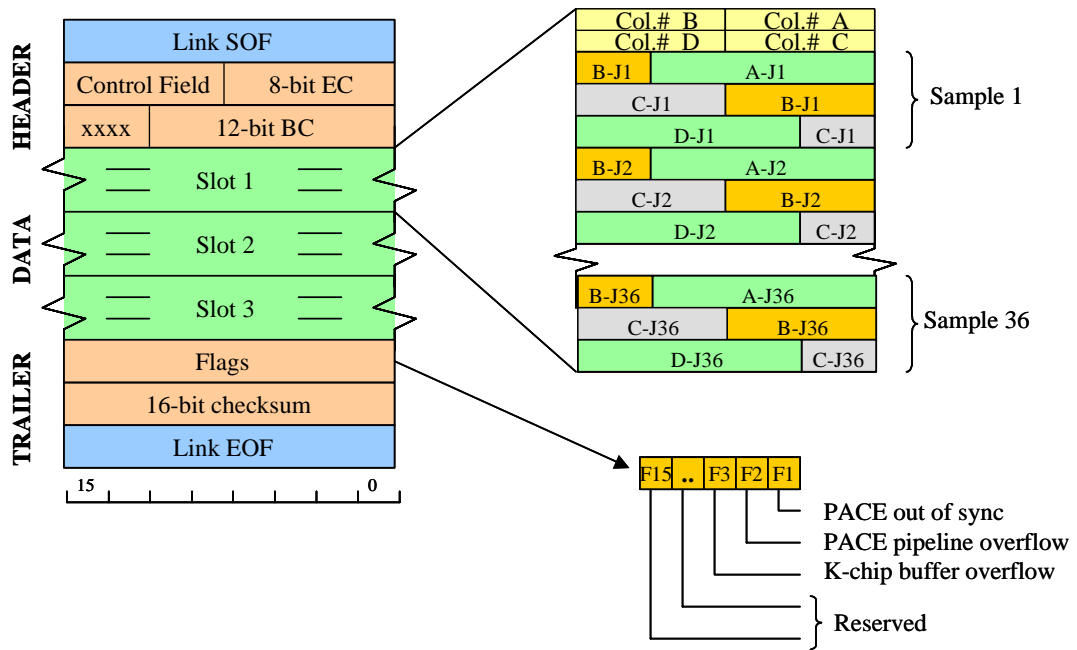 HEADER
DATA
TRAILER
Link SOF
Control Field 8-bit EC
xxxx 12-bit BC
Slot 1
Slot 2
Slot 3
Flags
16-bit checksum
Link EOF
15 0
Col.# B Col.# A
Col.# D Col.# C
B-J1 A-J1
C-J1 B-J1
D-J1 C-J1
Sample 1
B-J2 A-J2
C-J2 B-J2
D-J2 C-J2
B-J36 A-J36
C-J36 B-J36
D-J36 C-J36
Sample 36
F15 .. F3 F2 F1
PACE out of sync
PACE pipeline overflow
K-chip buffer overflow
Reserved